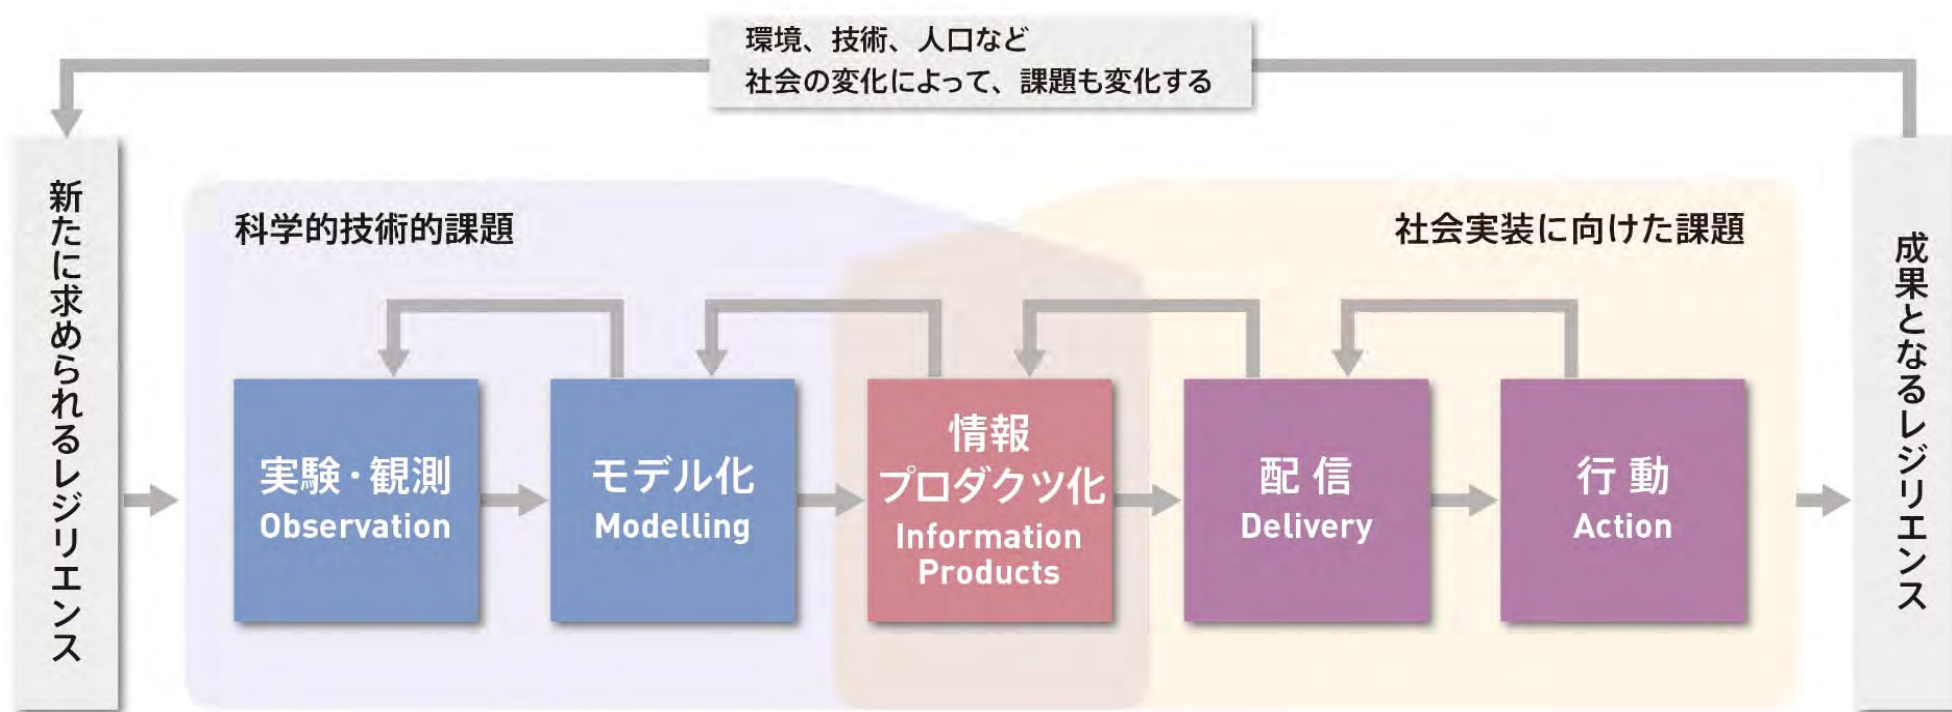 環境、技術、人口など
社会の変化によって、課題も変化する
新たに求められるレジリエンス
科学的技術的課題
社会実装に向けた課題
実験・観測
Observation
モデル化
Modelling
情報
プロダクツ化
Information
Products
配信
Delivery
行動
Action
成果となるレジリエンス